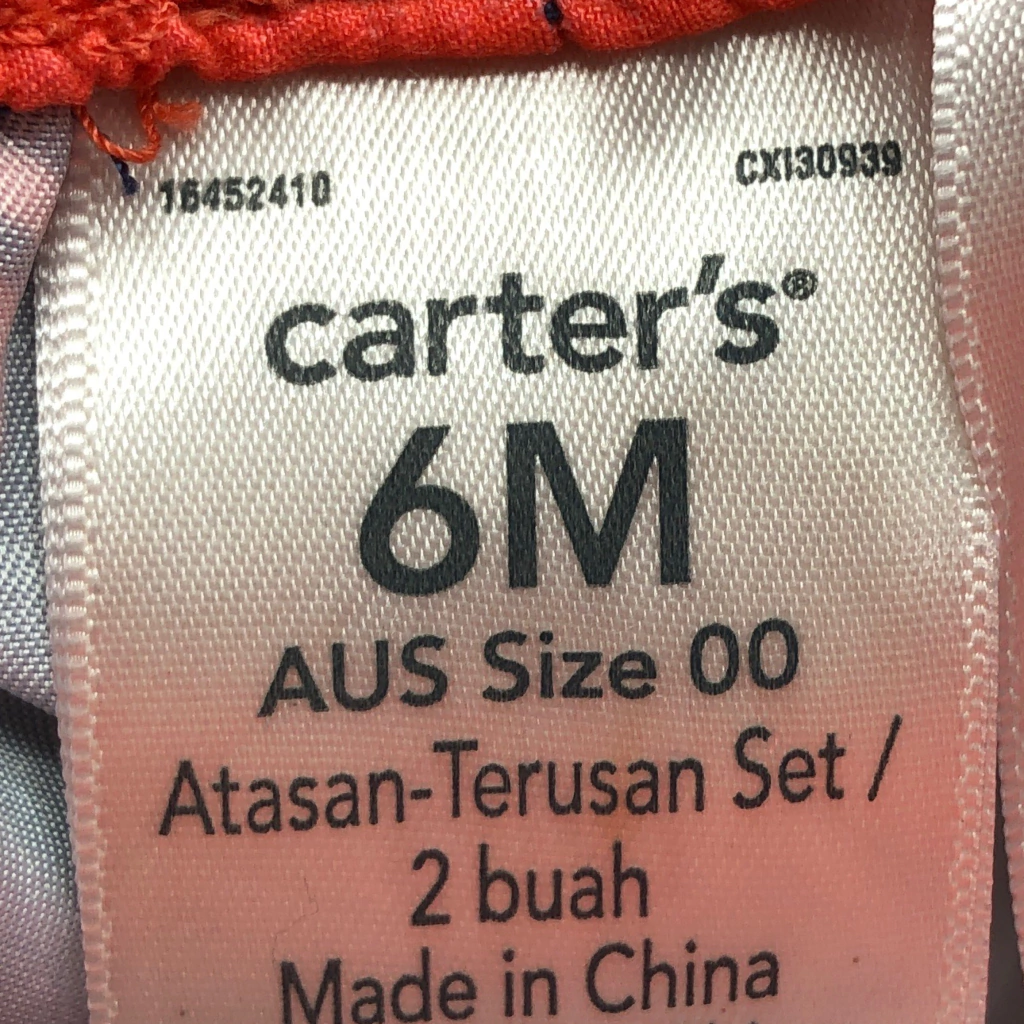 16452410 CXI30939
carter's®
6M
AUS Size 00
Atasan-Terusan Set /
2 buah
Made in China